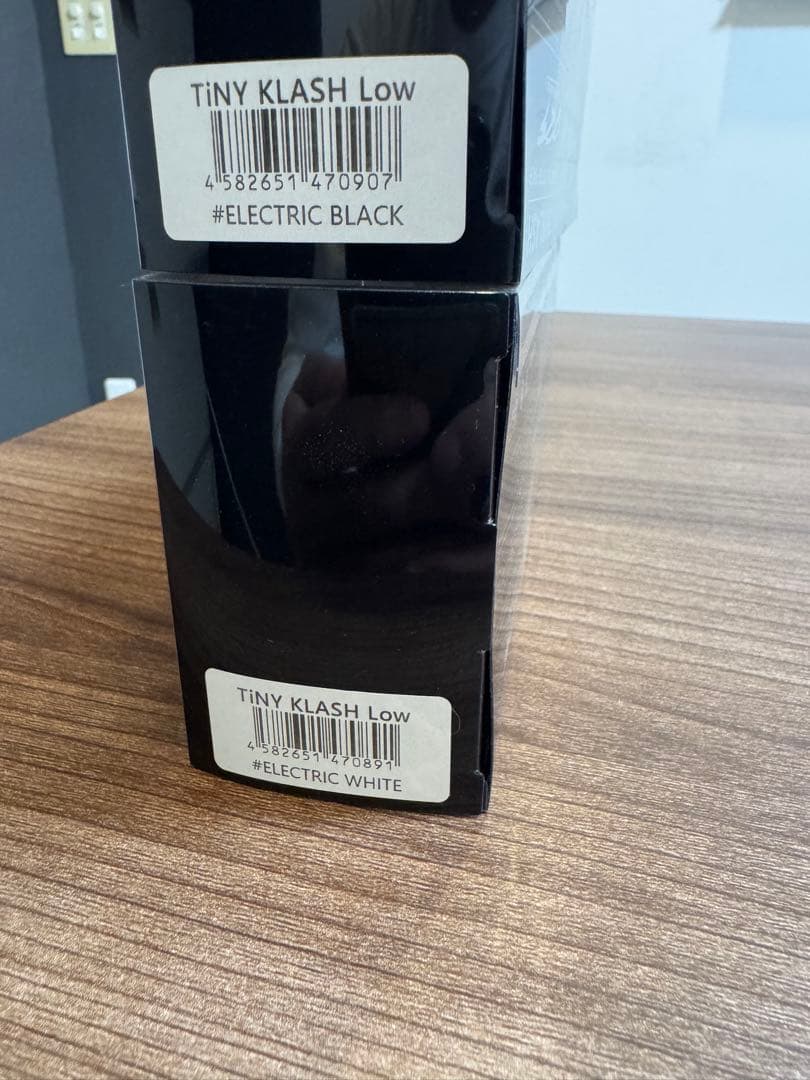 TiNY KLASH Low
4 582651 470907
#ELECTRIC BLACK
TiNY KLASH Low
4 582651 470891
#ELECTRIC WHITE